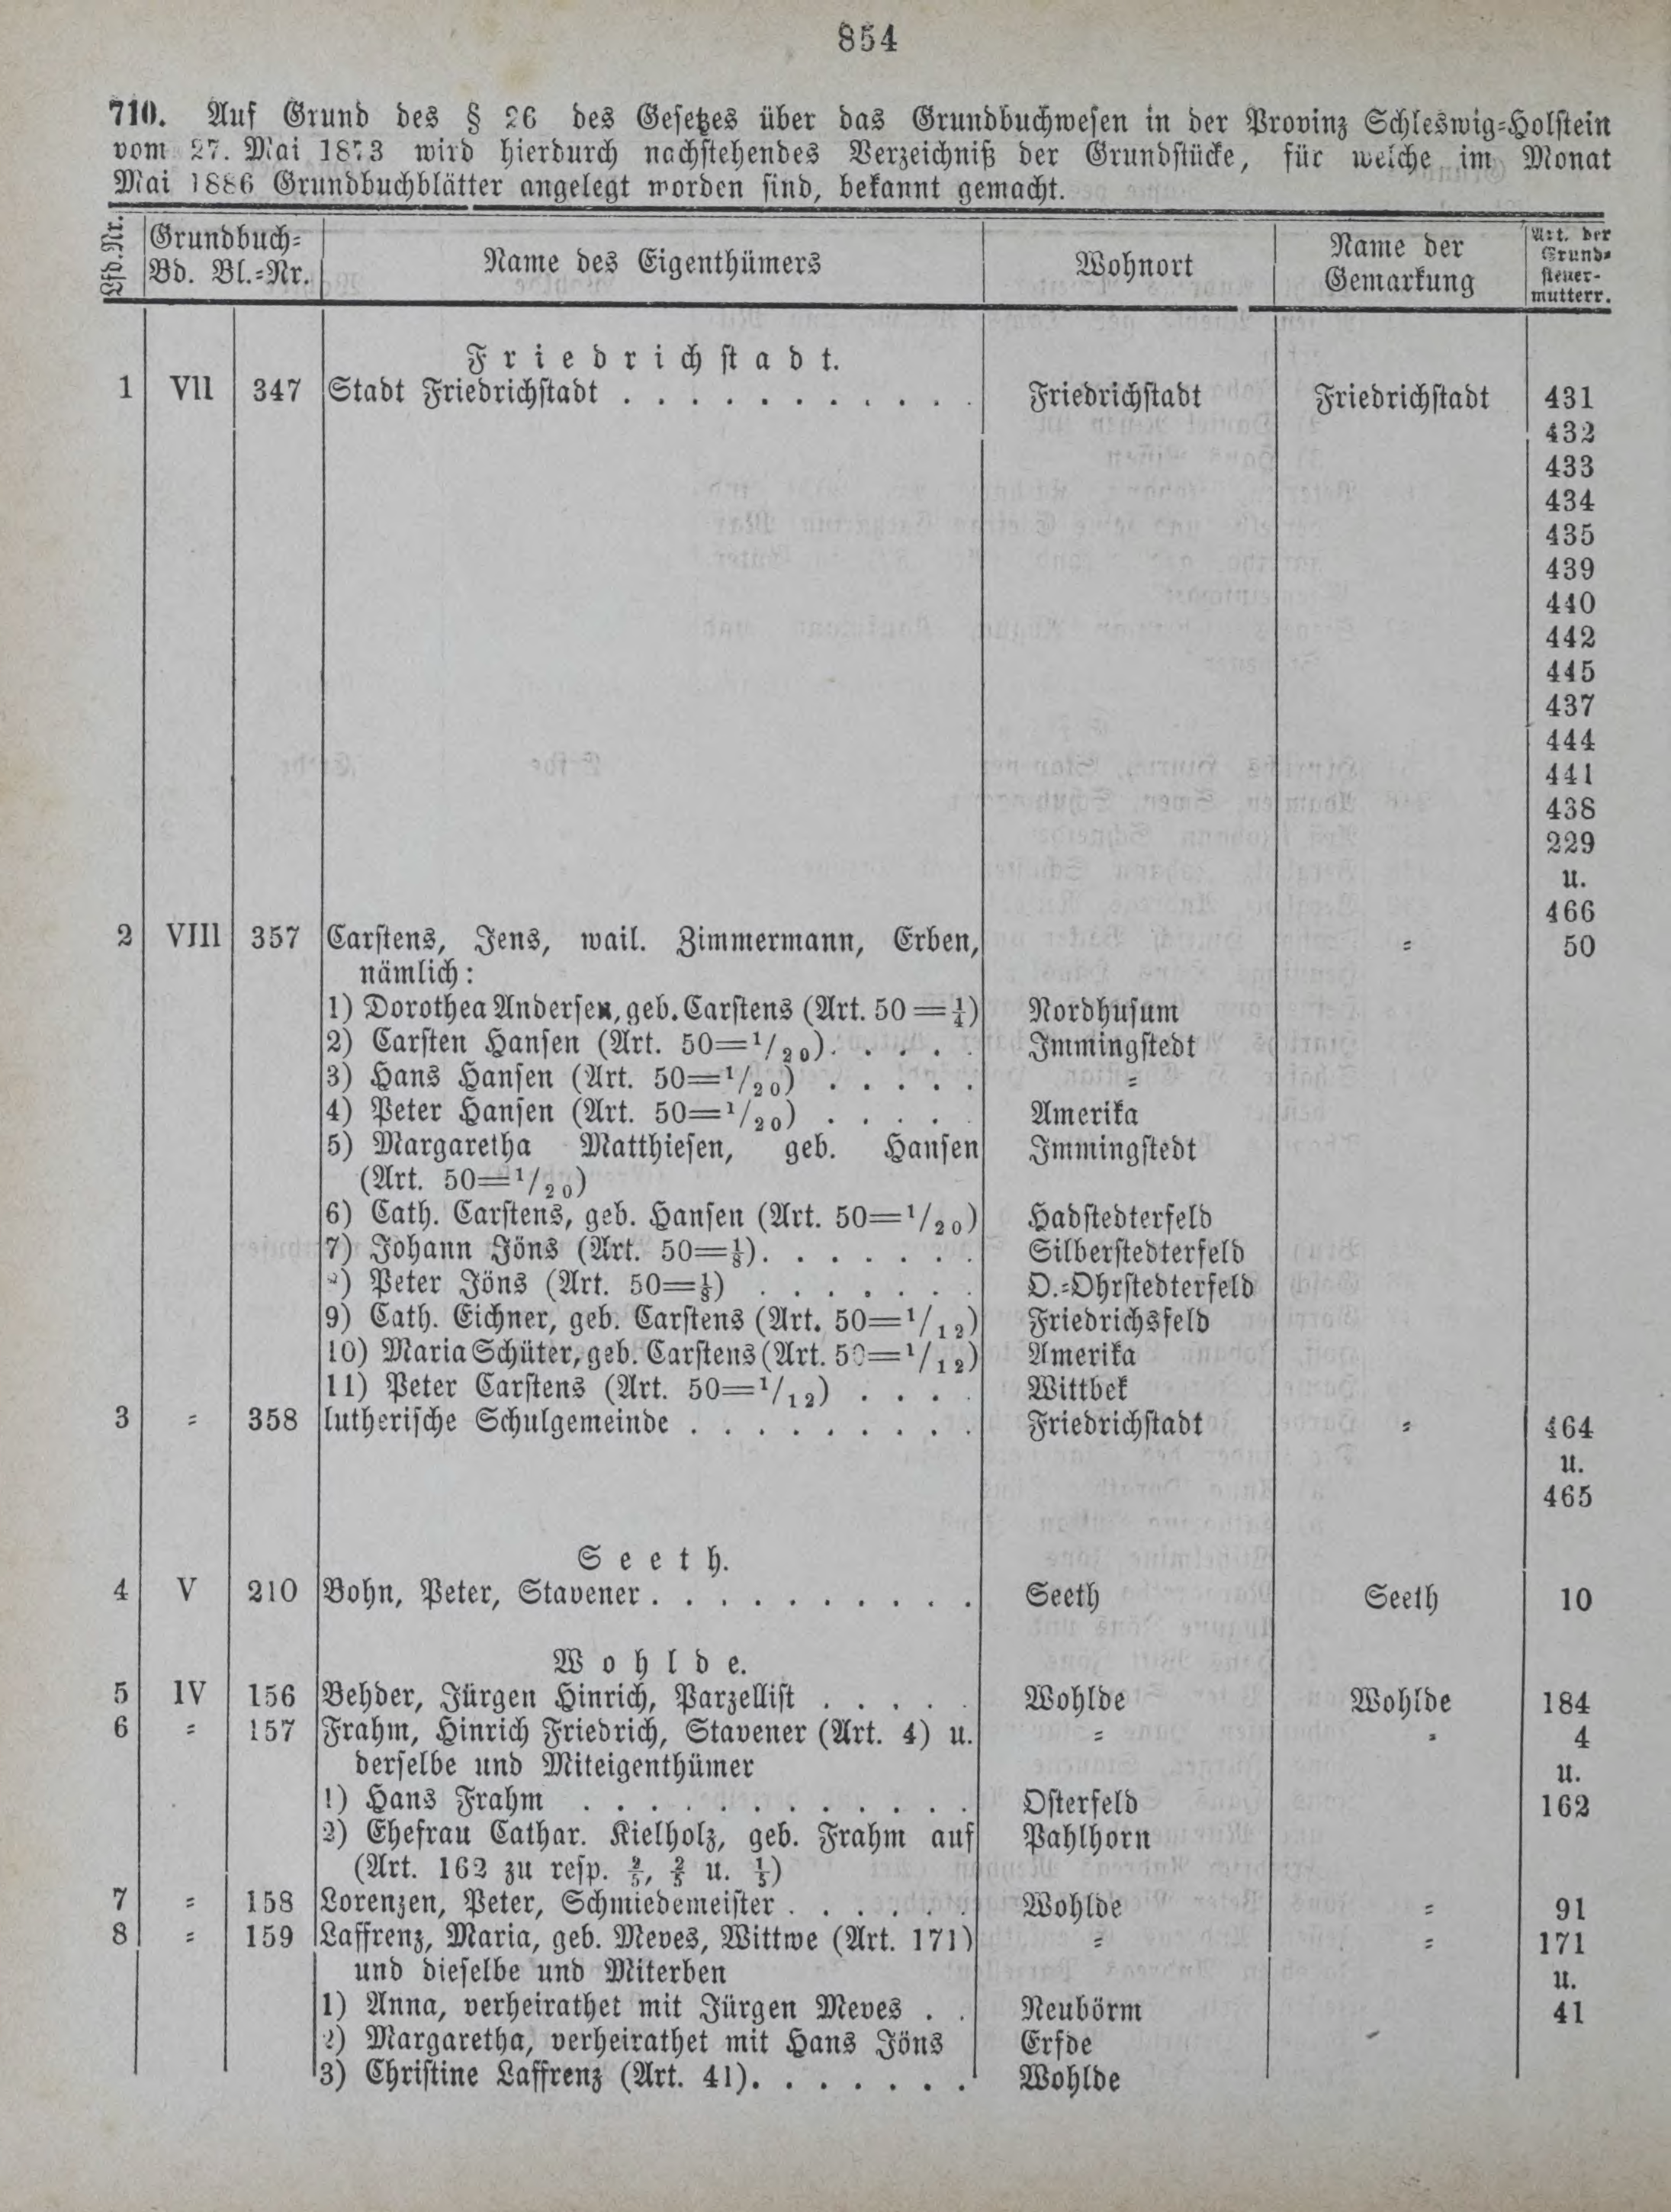 854
710. Auf Grund des § 26 des Gesetzes über das Grundbuchwesen in der Provinz Schleswig-Holstein
vom 27. Mai 1873 wird hierdurch nachstehendes Verzeichniß der Grundstücke, für welche im Monat
Mai 1886 Grundbuchblätter angelegt worden sind, bekannt gemacht.
Lfd. Nr. Grundbuch- Bd. Bl.-Nr. Name des Eigenthümers Wohnort Name der Gemarkung Art. der Grund-steuer-mutterr.
Friedrichstadt.
1 VII 347 Stadt Friedrichstadt . . . . . . . . . . . Friedrichstadt Friedrichstadt 431
432
433
434
435
439
440
442
445
437
444
441
438
229
u.
466
2 VIII 357 Carstens, Jens, wail. Zimmermann, Erben, = 50
nämlich:
1) Dorothea Andersen, geb. Carstens (Art. 50=¼) Nordhusum
2) Carsten Hansen (Art. 50=1/20). . . . . Immingstedt
3) Hans Hansen (Art. 50=1/20) . . . . . =
4) Peter Hansen (Art. 50=1/20) . . . . . Amerika
5) Margaretha Matthiesen, geb. Hansen Immingstedt
(Art. 50=1/20)
6) Cath. Carstens, geb. Hansen (Art. 50=1/20) Hadstedterfeld
7) Johann Jöns (Art. 50=⅛). . . . . . . Silberstedterfeld
8) Peter Jöns (Art. 50=⅛) . . . . . . . O.-Ohrstedterfeld
9) Cath. Eichner, geb. Carstens (Art. 50=1/12) Friedrichsfeld
10) Maria Schüter, geb. Carstens (Art. 50=1/12) Amerika
11) Peter Carstens (Art. 50=1/12) . . . . Wittbek
3 = 358 lutherische Schulgemeinde . . . . . . . . . Friedrichstadt = 464
u.
465
Seeth.
4 V 210 Bohn, Peter, Stavener . . . . . . . . . . Seeth Seeth 10
Wohlde.
5 IV 156 Behder, Jürgen Hinrich, Parzellist . . . . . Wohlde Wohlde 184
6 = 157 Frahm, Hinrich Friedrich, Stavener (Art. 4) u. = = 4
derselbe und Miteigenthümer u.
1) Hans Frahm . . . . . . . . . . . . Osterfeld 162
2) Ehefrau Cathar. Kielholz, geb. Frahm auf Pahlhorn
(Art. 162 zu resp. ⅖, ⅖ u. ⅕)
7 = 158 Lorenzen, Peter, Schmiedemeister . . . . . . Wohlde = 91
8 = 159 Laffrenz, Maria, geb. Meves, Wittwe (Art. 171) = = 171
und dieselbe und Miterben u.
1) Anna, verheirathet mit Jürgen Meves . . Neubörm 41
2) Margaretha, verheirathet mit Hans Jöns Erfde
3) Christine Laffrenz (Art. 41). . . . . . . Wohlde